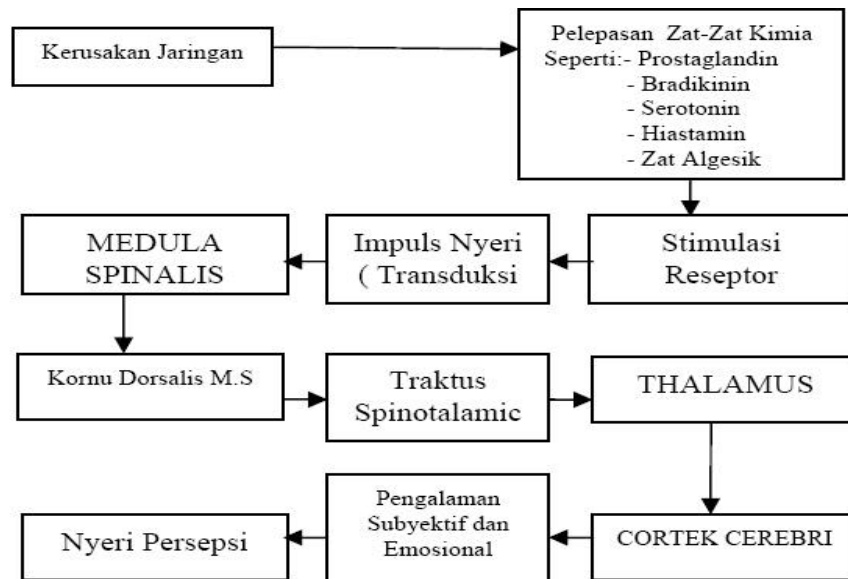 Kerusakan Jaringan
Pelepasan Zat-Zat Kimia
Seperti:- Prostaglandin
- Bradikinin
- Serotonin
- Hiastamin
- Zat Algesik
MEDULA
SPINALIS
Impuls Nyeri
( Transduksi
Stimulasi
Reseptor
Kornu Dorsalis M.S
Traktus
Spinotalamic
THALAMUS
Nyeri Persepsi
Pengalaman
Subyektif dan
Emosional
CORTEK CEREBRI